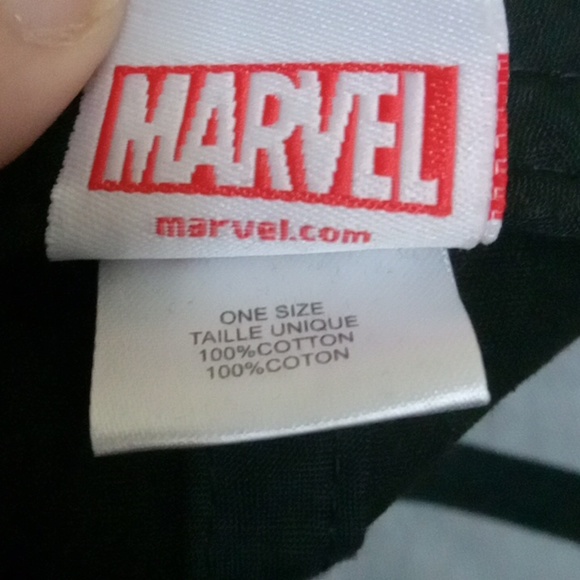 MARVEL
marvel.com
ONE SIZE
TAILLE UNIQUE
100%COTTON
100%COTON